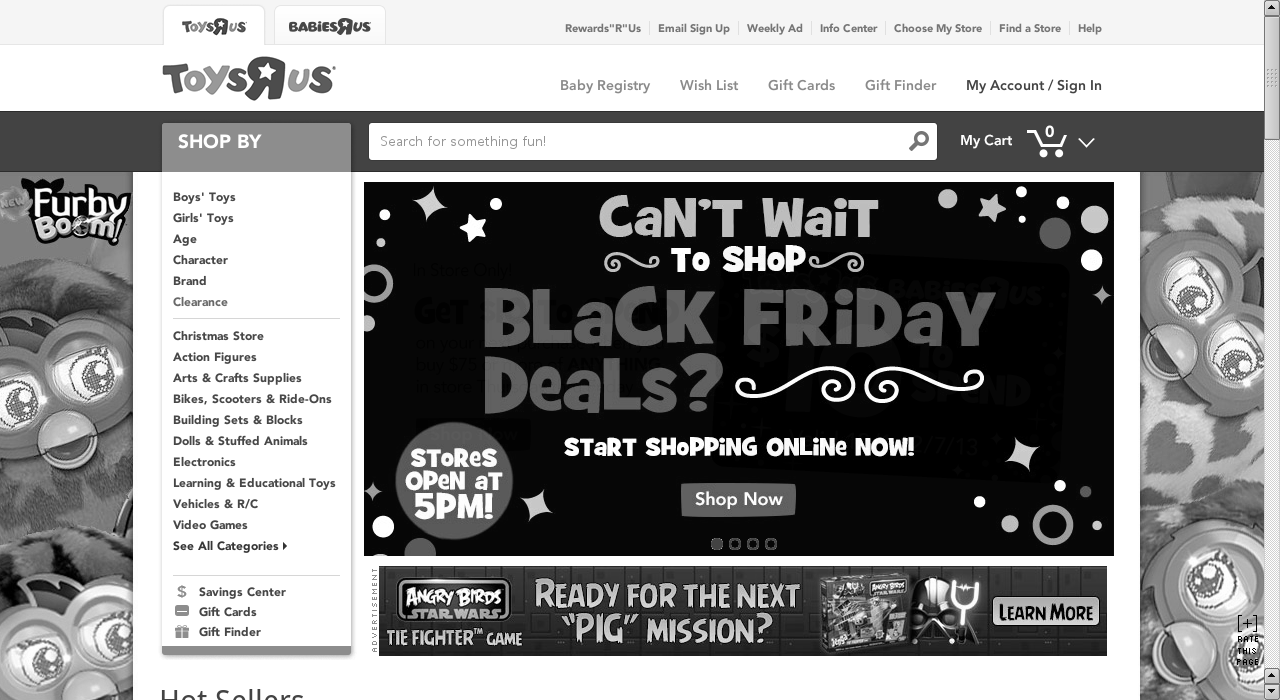 TOYSRUS
BABIESRUS
Rewards"R"Us
Email Sign Up
Weekly Ad
Info Center
Choose My Store
Find a Store
Help
TOYSRUS
Baby Registry
Wish List
Gift Cards
Gift Finder
My Account / Sign In
SHOP BY
Search for something fun!
My Cart
0
NEW
Furby
BOOM!
Boys' Toys
Girls' Toys
Age
Character
Brand
Clearance
Christmas Store
Action Figures
Arts & Crafts Supplies
Bikes, Scooters & Ride-Ons
Building Sets & Blocks
Dolls & Stuffed Animals
Electronics
Learning & Educational Toys
Vehicles & R/C
Video Games
See All Categories
$ Savings Center
Gift Cards
Gift Finder
CAN'T WAiT
TO SHOP
BLACK FRiDAY
DeALS?
START SHOPPiNG ONLiNe NOW!
STOReS
OPeN AT
5PM!
Shop Now
ADVERTISEMENT
ANGRY BIRDS
STAR WARS
TIE FIGHTER™ GAME
READY FOR THE NEXT
"PIG" MISSION?
LEARN MORE
[+]
RATE
THIS
PAGE
Hot Sellers